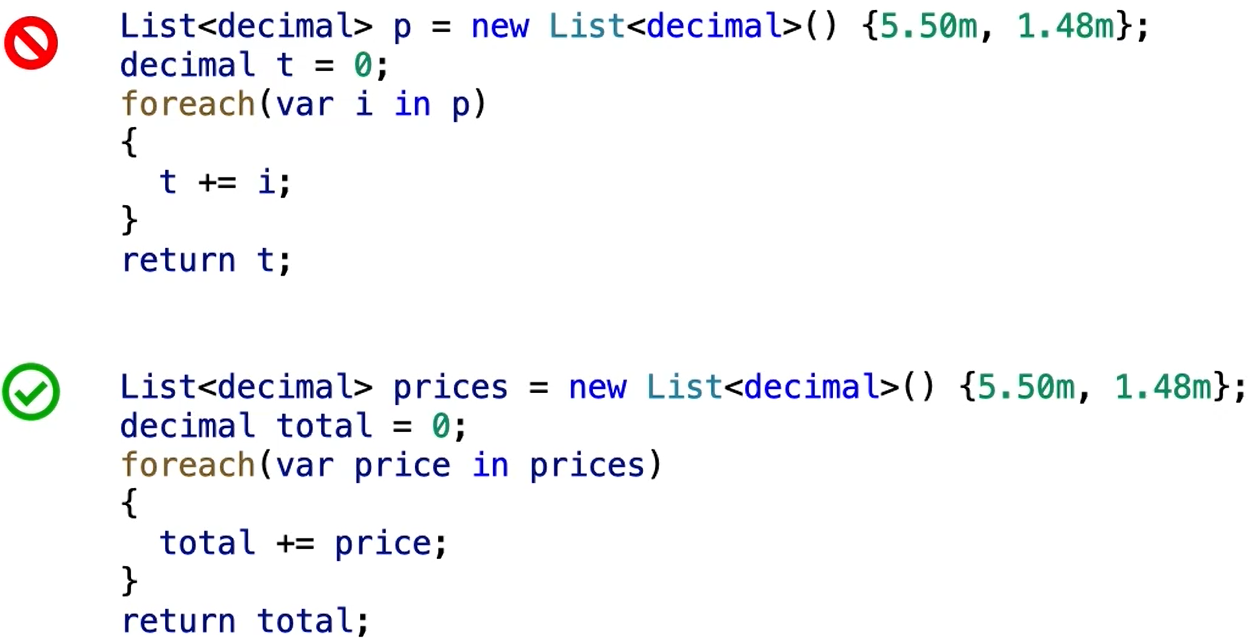 List<decimal> p = new List<decimal>() {5.50m, 1.48m};
decimal t = 0;
foreach(var i in p)
{
  t += i;
}
return t;
List<decimal> prices = new List<decimal>() {5.50m, 1.48m};
decimal total = 0;
foreach(var price in prices)
{
  total += price;
}
return total;